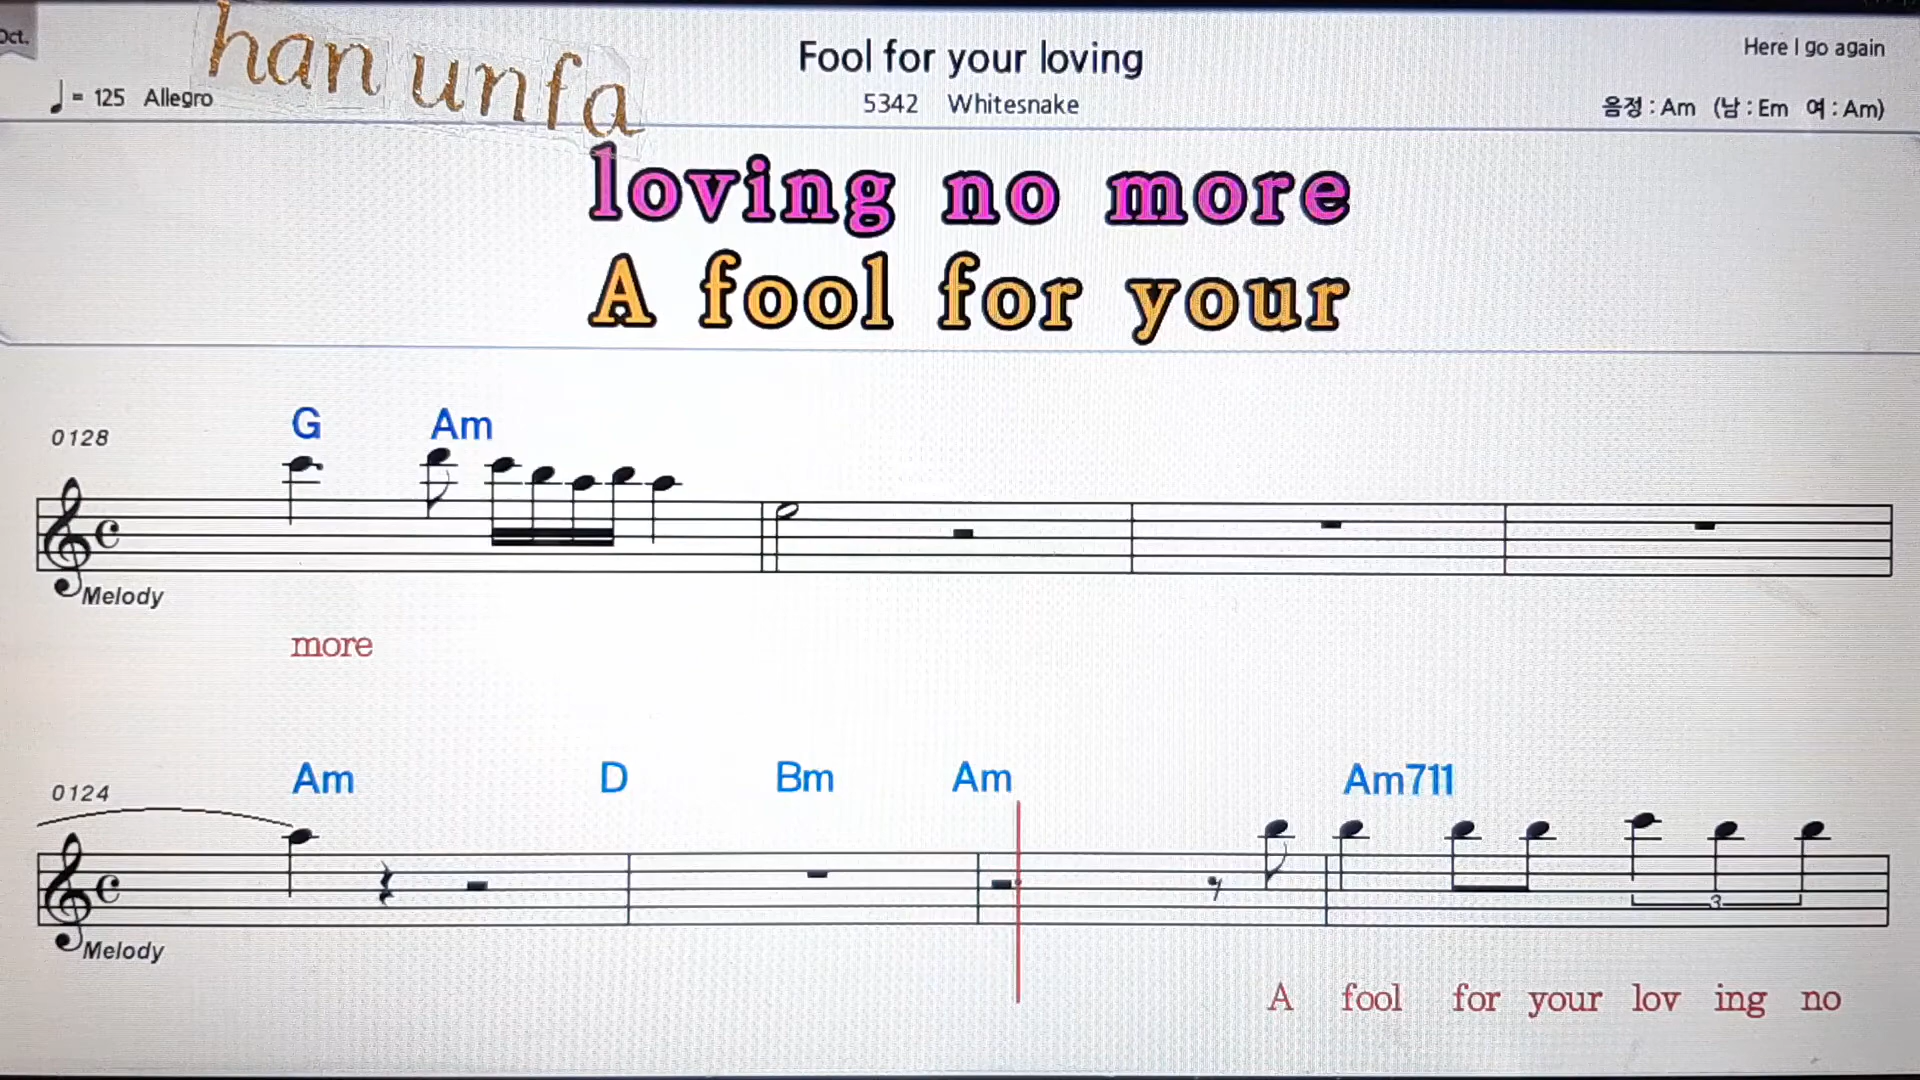 Oct.
han unfa
Fool for your loving
Here I go again
= 125 Allegro
5342 Whitesnake
음정 : Am (남 : Em 여 : Am)
loving no more
A fool for your
0128
G Am
Melody
more
0124
Am D Bm Am Am711
3
Melody
A fool for your lov ing no